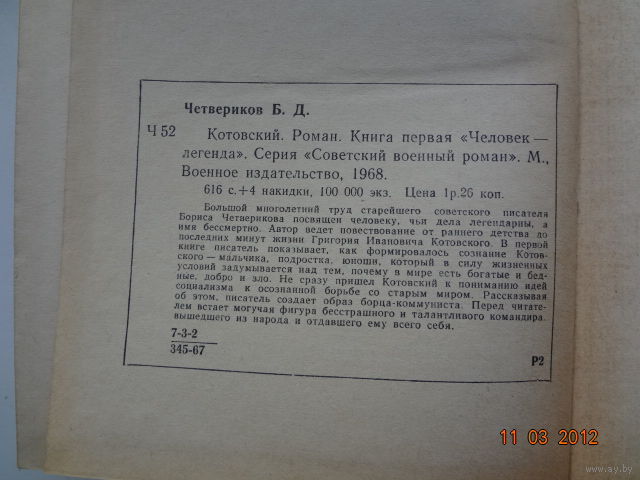 Четвериков Б. Д.
Ч 52
Котовский. Роман. Книга первая «Человек —
легенда». Серия «Советский военный роман». М.,
Военное издательство, 1968.
616 с.+4 накидки, 100 000 экз. Цена 1р.26 коп.
Большой многолетний труд старейшего советского писателя
Бориса Четверикова посвящен человеку, чьи дела легендарны, а
имя бессмертно. Автор ведет повествование от раннего детства до
последних минут жизни Григория Ивановича Котовского. В первой
книге писатель показывает, как формировалось сознание Котов-
ского — мальчика, подростка, юноши, который в силу жизненных
условий задумывается над тем, почему в мире есть богатые и бед-
ные, добро и зло. Не сразу пришел Котовский к пониманию идей
социализма к осознанной борьбе со старым миром. Рассказывая
об этом, писатель создает образ борца-коммуниста. Перед читате-
лем встает могучая фигура бесстрашного и талантливого командира,
вышедшего из народа и отдавшего ему всего себя.
7-3-2
345-67
Р2
11 03 2012
www.ay.by